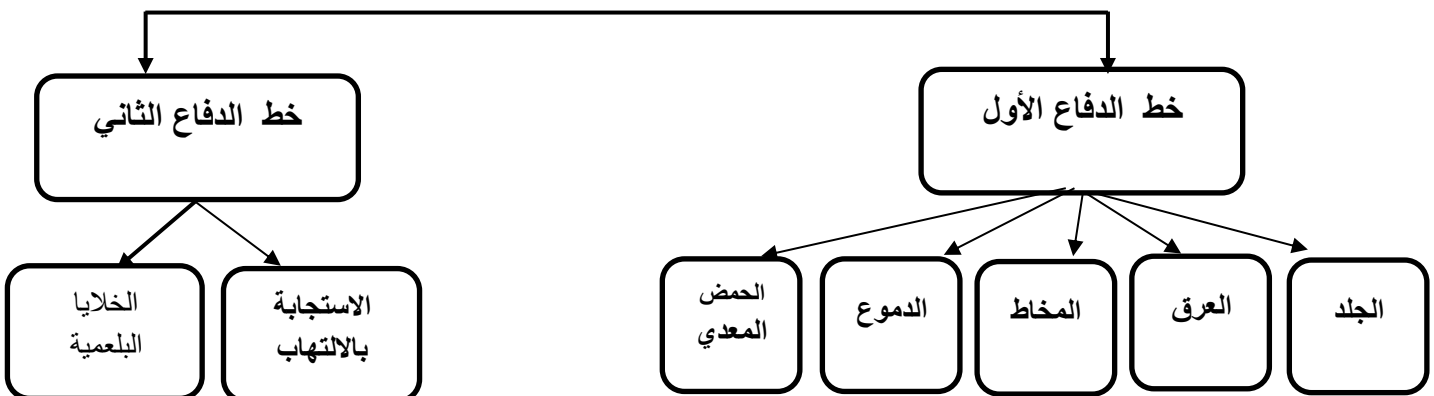 خط الدفاع الأول
خط الدفاع الثاني
الجلد
العرق
المخاط
الدموع
الحمض
المعدي
الاستجابة
بالالتهاب
الخلايا
البلعمية